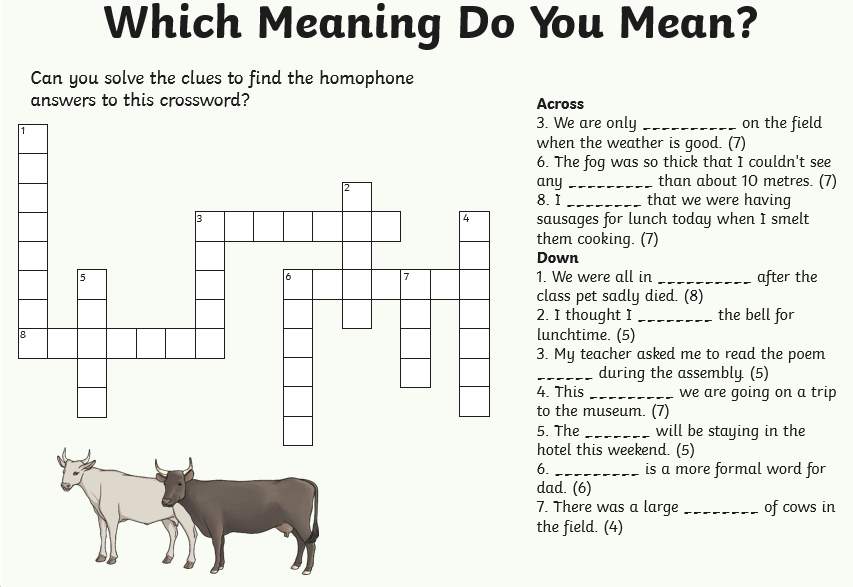 Which Meaning Do You Mean?
Can you solve the clues to find the homophone
answers to this crossword?
1
2
3
4
5
6
7
8
Across
3. We are only __________ on the field
when the weather is good. (7)
6. The fog was so thick that I couldn't see
any _________ than about 10 metres. (7)
8. I ________ that we were having
sausages for lunch today when I smelt
them cooking. (7)
Down
1. We were all in __________ after the
class pet sadly died. (8)
2. I thought I ________ the bell for
lunchtime. (5)
3. My teacher asked me to read the poem
______ during the assembly. (5)
4. This _________ we are going on a trip
to the museum. (7)
5. The _______ will be staying in the
hotel this weekend. (5)
6. _________ is a more formal word for
dad. (6)
7. There was a large ________ of cows in
the field. (4)